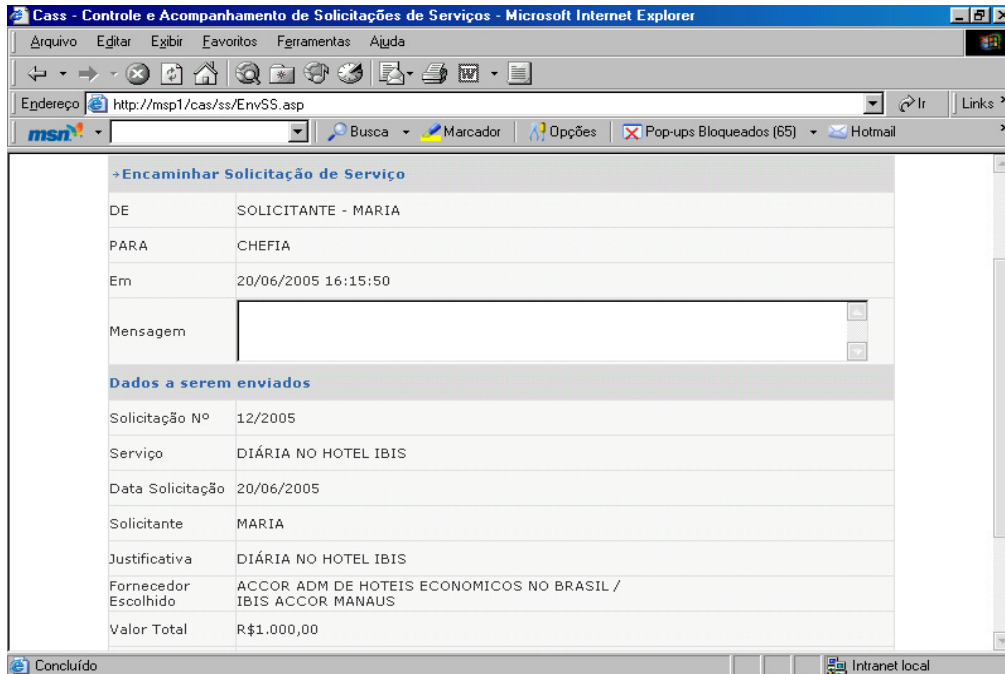 Cass - Controle e Acompanhamento de Solicitações de Serviços - Microsoft Internet Explorer
Arquivo Editar Exibir Favoritos Ferramentas Ajuda
Endereço http://msp1/cas/ss/EnvSS.asp Ir Links
msn Busca Marcador Opções Pop-ups Bloqueados (65) Hotmail
Encaminhar Solicitação de Serviço
DE SOLICITANTE - MARIA
PARA CHEFIA
Em 20/06/2005 16:15:50
Mensagem
Dados a serem enviados
Solicitação Nº 12/2005
Serviço DIÁRIA NO HOTEL IBIS
Data Solicitação 20/06/2005
Solicitante MARIA
Justificativa DIÁRIA NO HOTEL IBIS
Fornecedor Escolhido ACCOR ADM DE HOTEIS ECONOMICOS NO BRASIL /
IBIS ACCOR MANAUS
Valor Total R$1.000,00
Concluído Intranet local